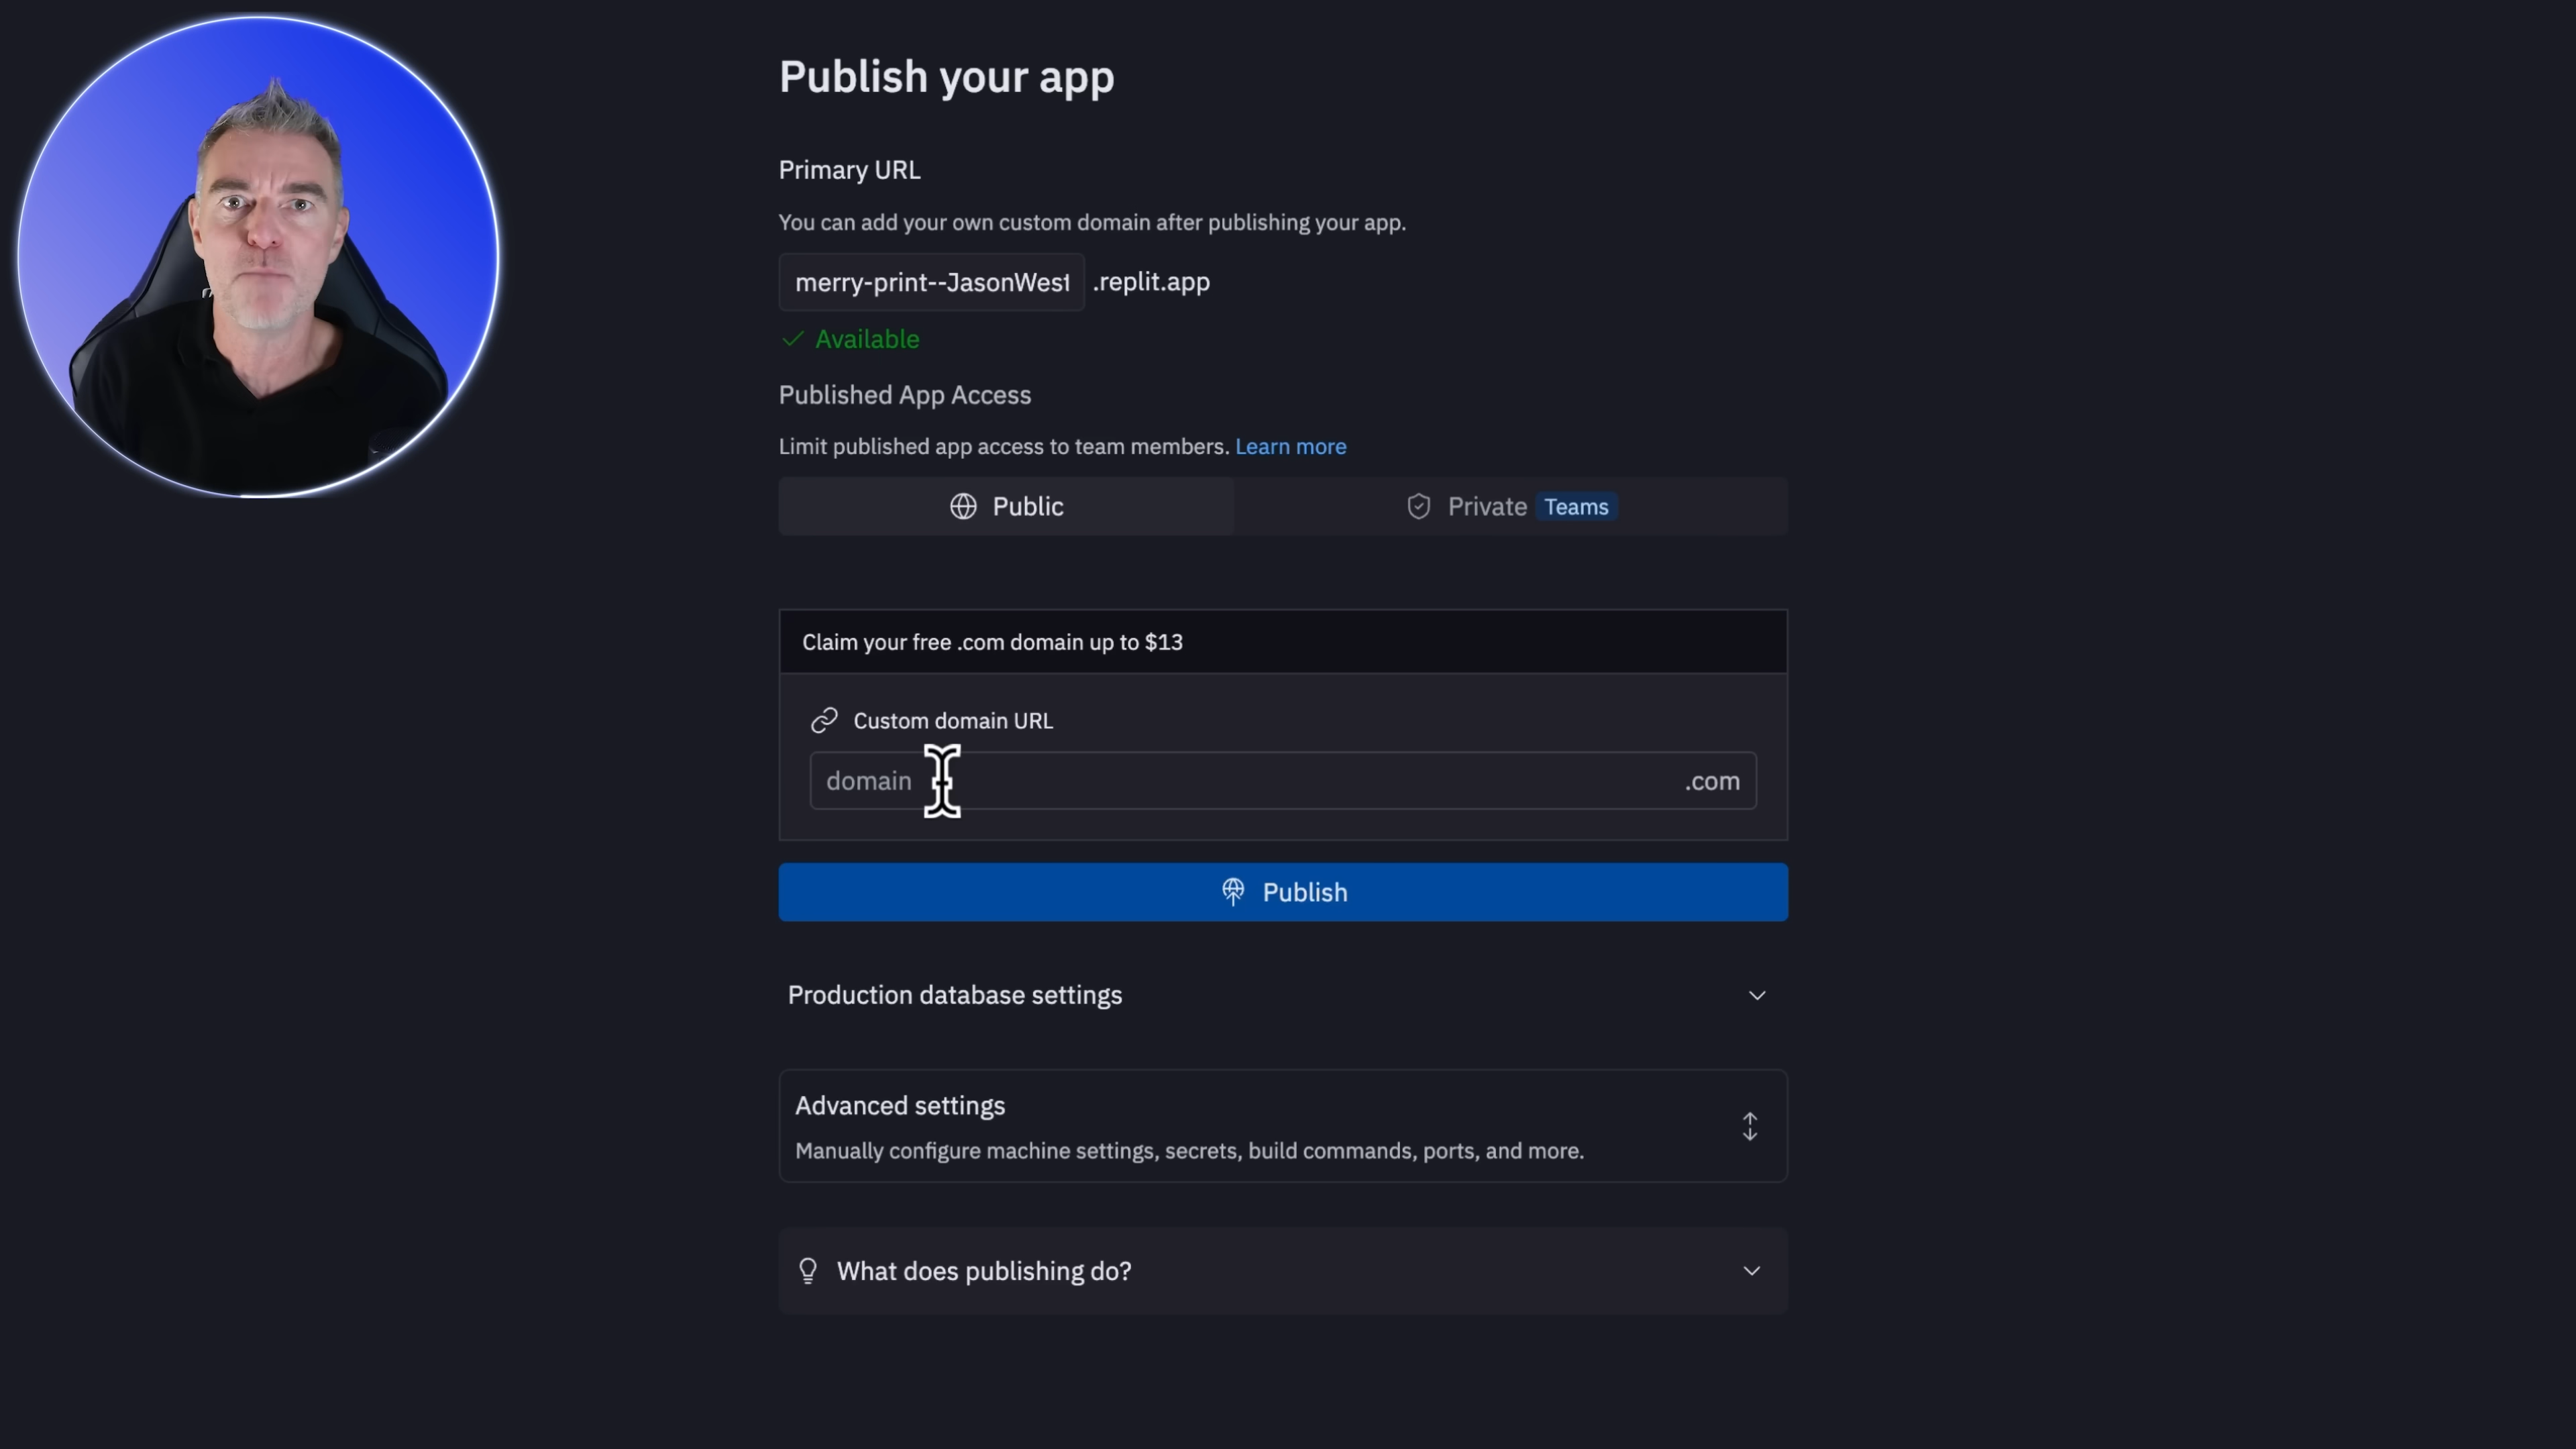 Publish your app
Primary URL
You can add your own custom domain after publishing your app.
merry-print--JasonWest .replit.app
Available
Published App Access
Limit published app access to team members. Learn more
Public
Private Teams
Claim your free .com domain up to $13
Custom domain URL
domain .com
Publish
Production database settings
Advanced settings
Manually configure machine settings, secrets, build commands, ports, and more.
What does publishing do?